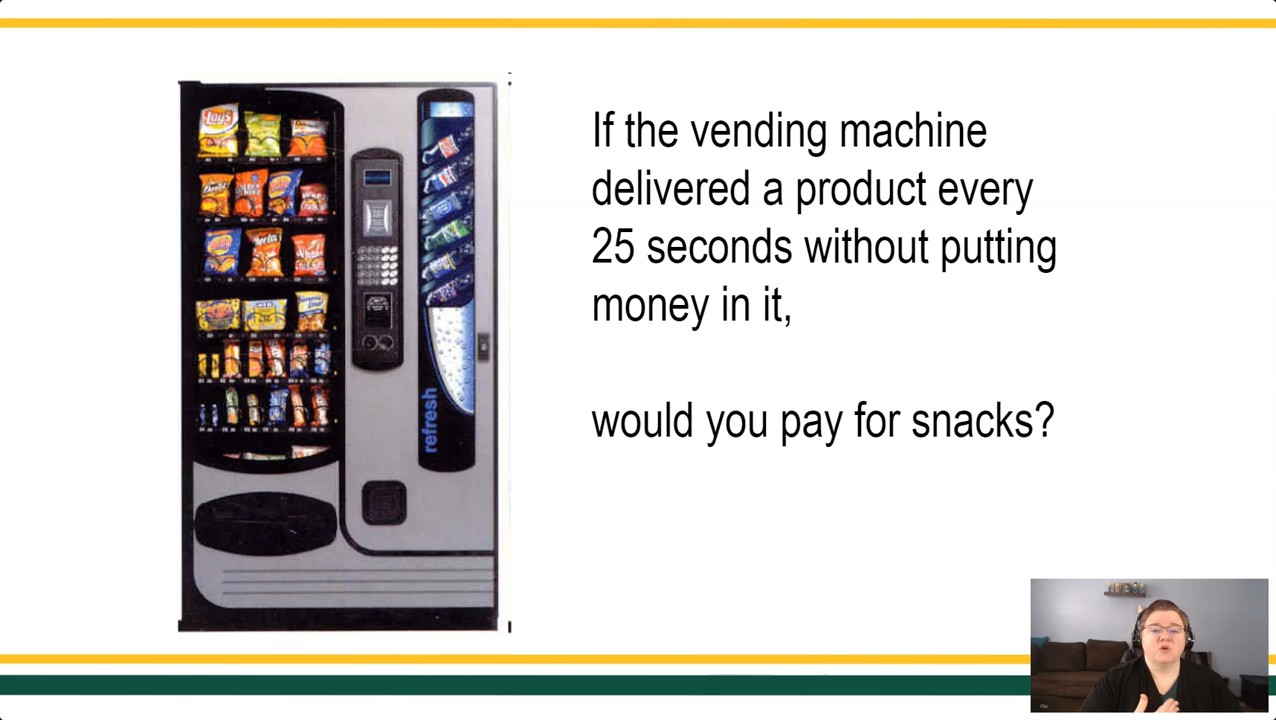 If the vending machine
delivered a product every
25 seconds without putting
money in it,
would you pay for snacks?
Lay's
Cheetos
refresh